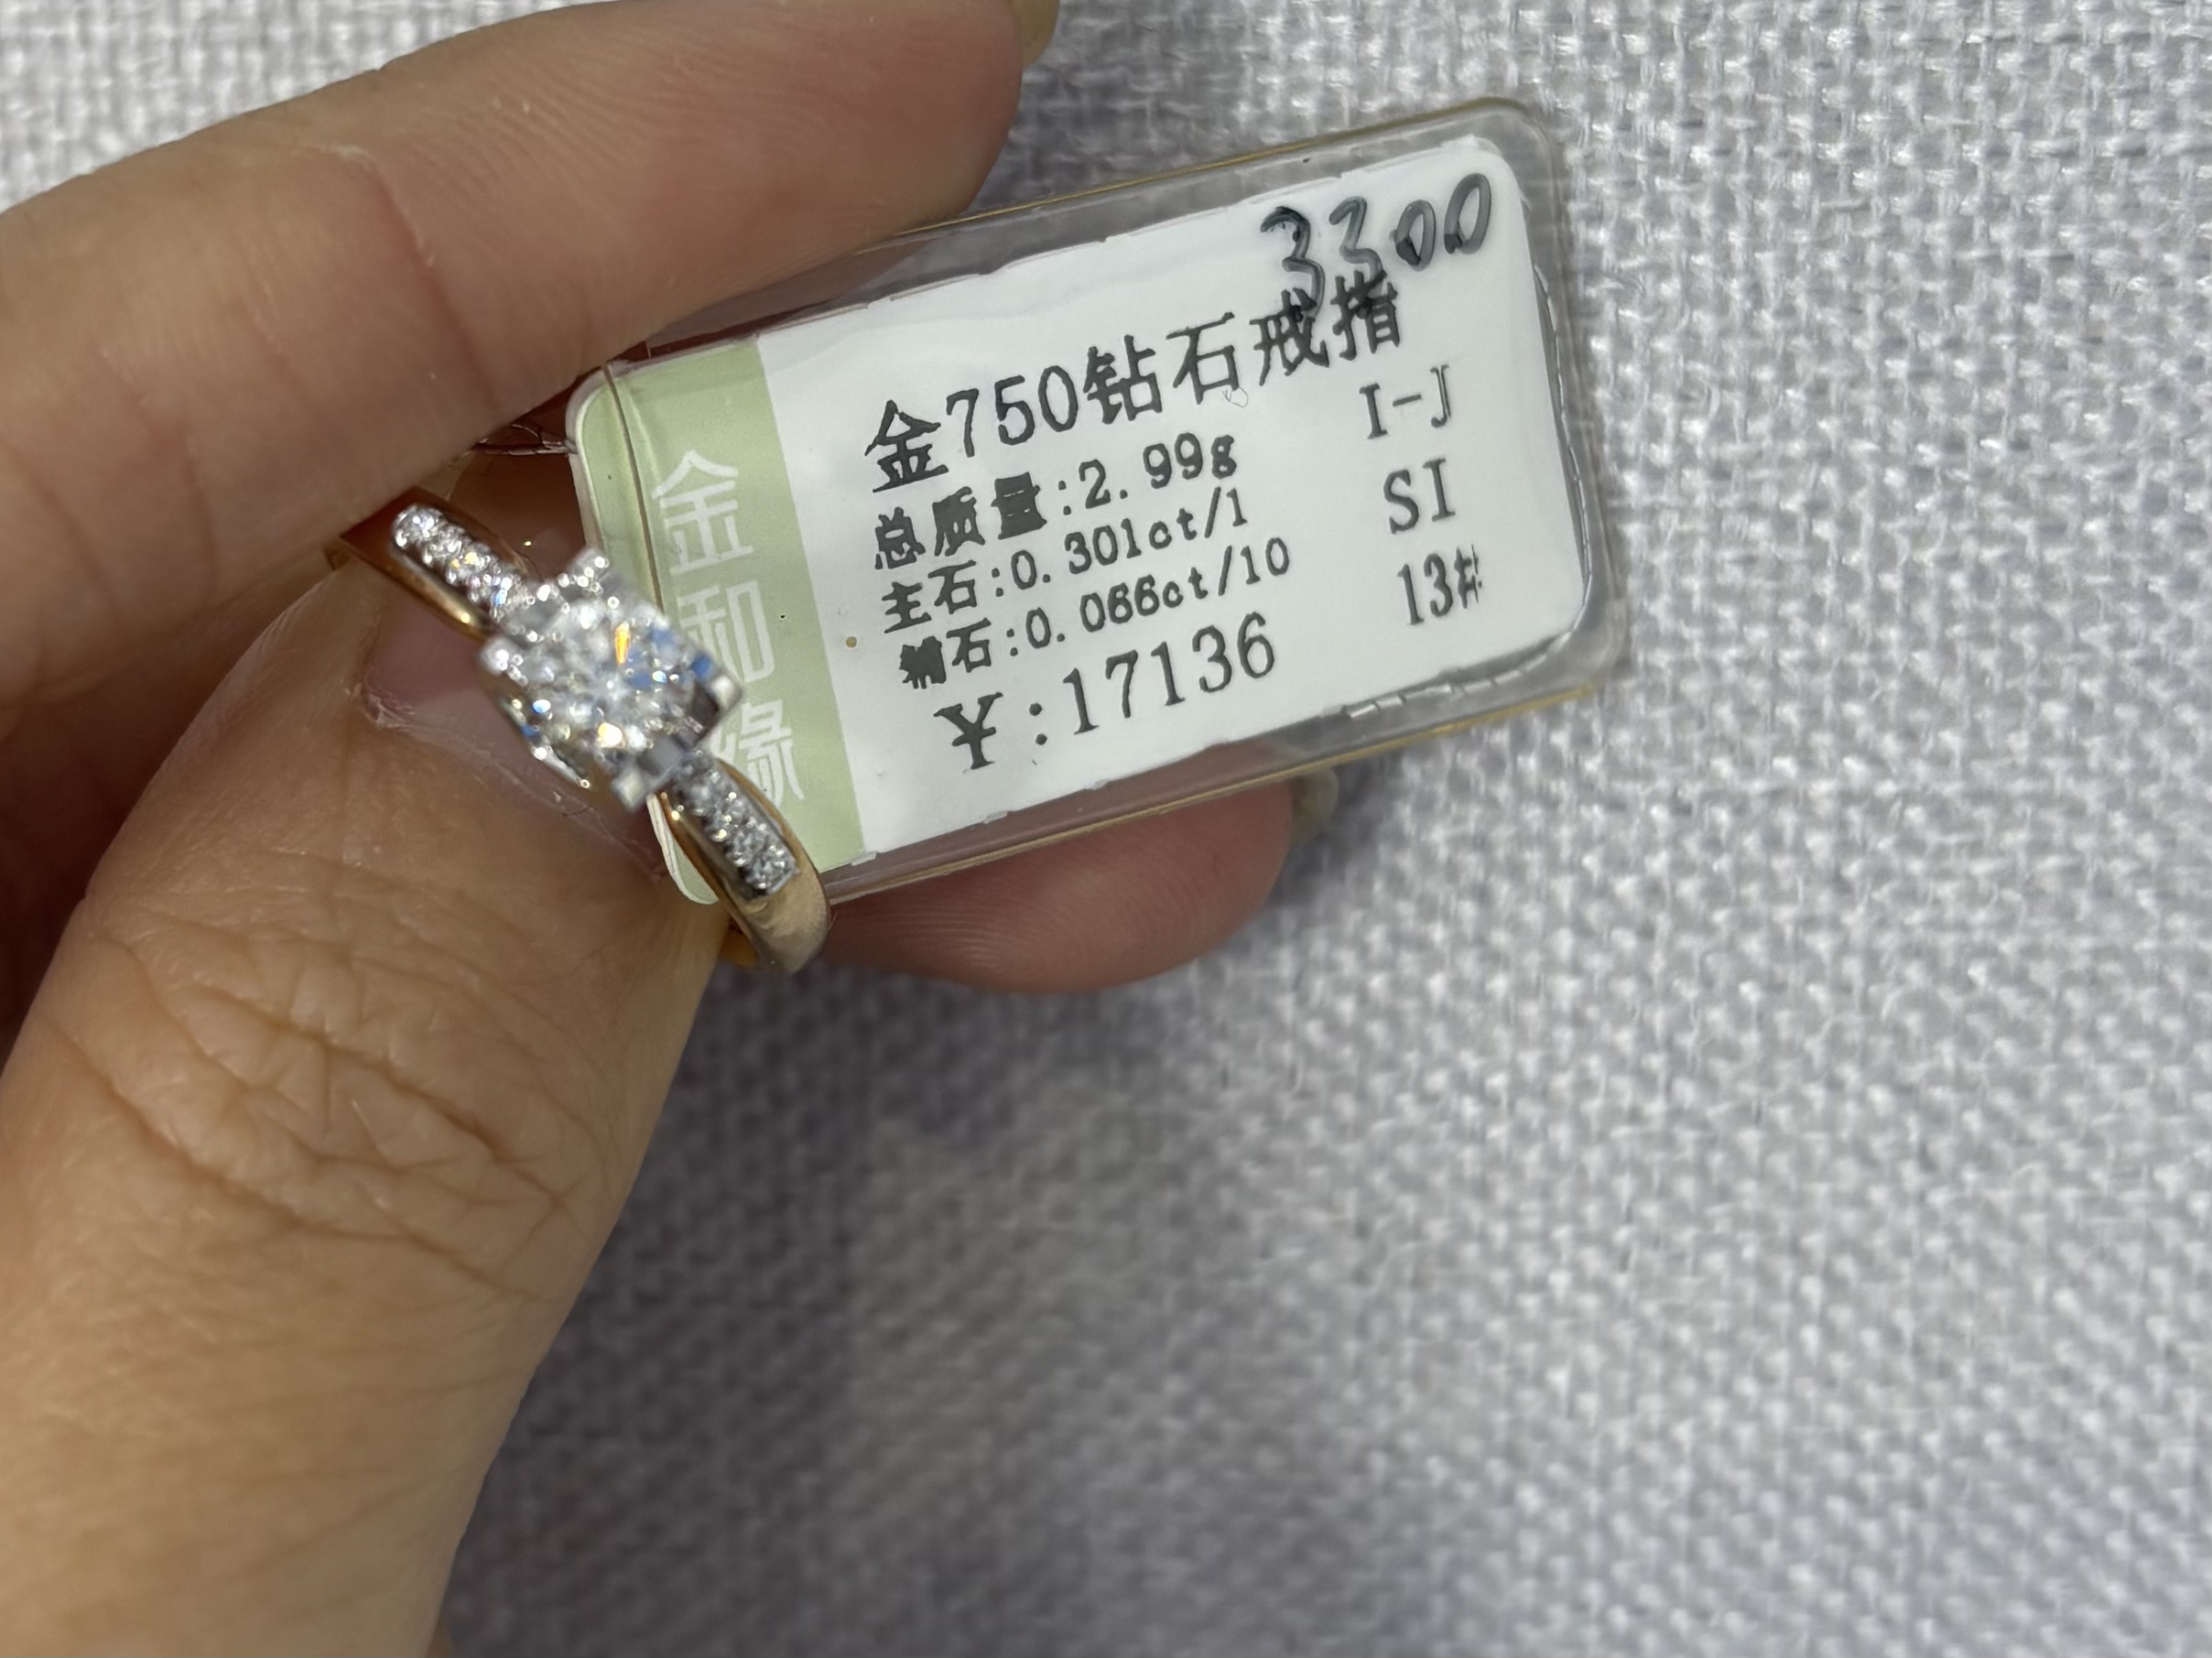 3300
金750钻石戒指
总质量:2.99g I-J
主石:0.301ct/1 SI
副石:0.066ct/10 13#
¥:17136
金和缘